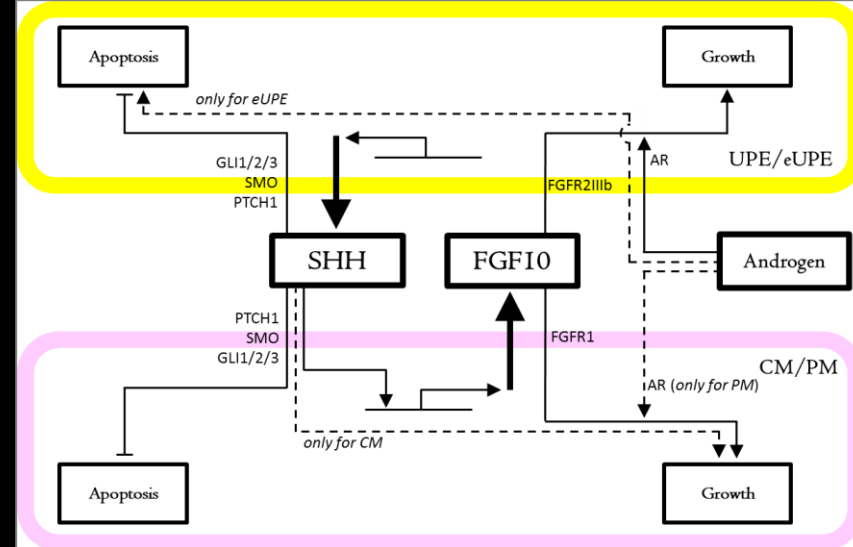 Apoptosis
Growth
only for eUPE
GLI1/2/3
SMO
PTCH1
AR
UPE/eUPE
FGFR2IIIb
SHH
FGF10
Androgen
PTCH1
SMO
GLI1/2/3
FGFR1
CM/PM
AR (only for PM)
only for CM
Apoptosis
Growth